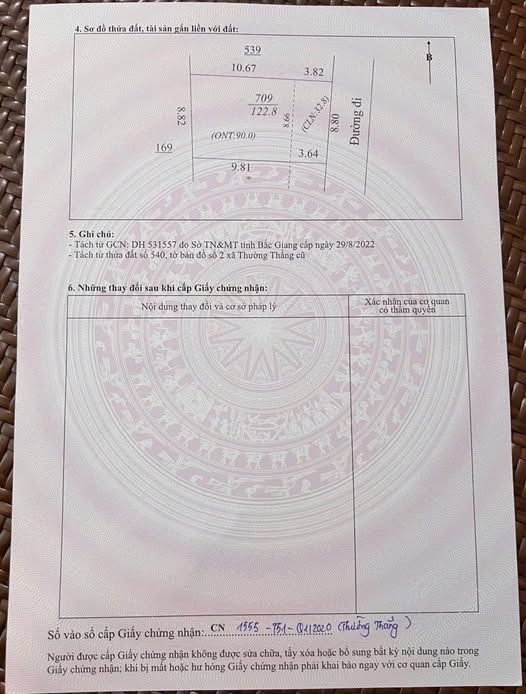 4. Sơ đồ thửa đất, tài sản gắn liền với đất:
539
10.67
3.82
B
709
122.8
8.82
8.66
(CLN:32.8)
8.80
Đường đi
(ONT:90.0)
169
3.64
9.81
5. Ghi chú:
- Tách từ GCN: DH 531557 do Sở TN&MT tỉnh Bắc Giang cấp ngày 29/8/2022
- Tách từ thửa đất số 540, tờ bản đồ số 2 xã Thường Thắng cũ
6. Những thay đổi sau khi cấp Giấy chứng nhận:
Nội dung thay đổi và cơ sở pháp lý
Xác nhận của cơ quan
có thẩm quyền
Số vào sổ cấp Giấy chứng nhận: CN 1555 - T51 - Q1/2020 (Thường Thắng)
Người được cấp Giấy chứng nhận không được sửa chữa, tẩy xóa hoặc bổ sung bất kỳ nội dung nào trong
Giấy chứng nhận; khi bị mất hoặc hư hỏng Giấy chứng nhận phải khai báo ngay với cơ quan cấp Giấy.